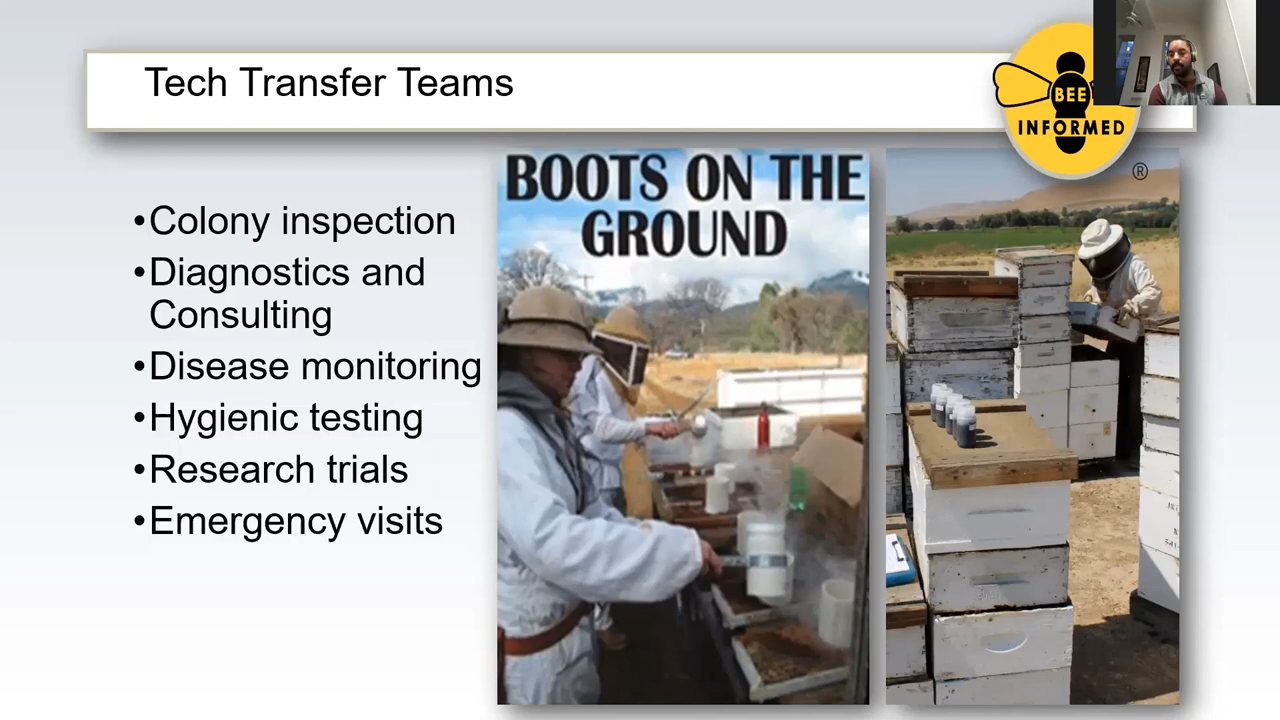 Tech Transfer Teams
BEE
INFORMED
®
BOOTS ON THE
GROUND
•Colony inspection
•Diagnostics and
Consulting
•Disease monitoring
•Hygienic testing
•Research trials
•Emergency visits